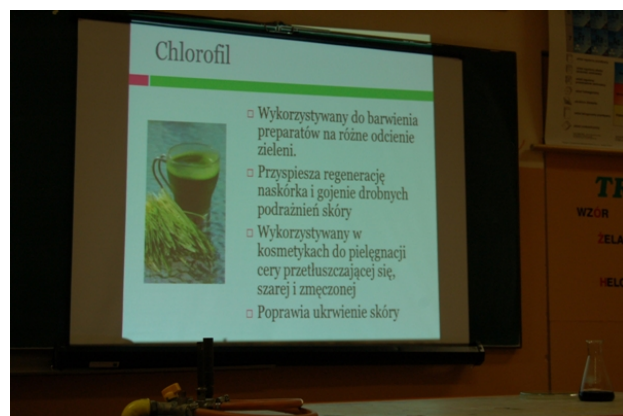 Chlorofil
Wykorzystywany do barwienia
preparatów na różne odcienie
zieleni.
Przyspiesza regenerację
naskórka i gojenie drobnych
podrażnień skóry
Wykorzystywany w
kosmetykach do pielęgnacji
cery przetłuszczającej się,
szarej i zmęczonej
Poprawia ukrwienie skóry
WZÓR